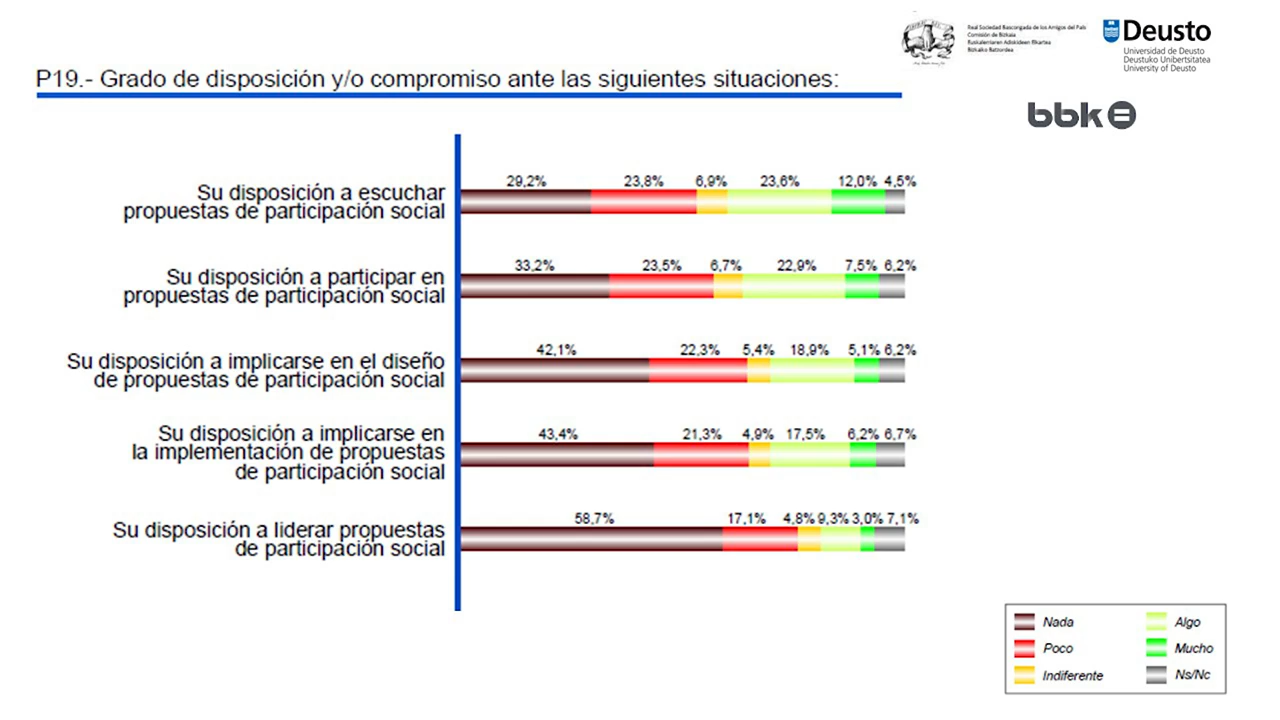 Real Sociedad Bascongada de los Amigos del País
Comisión de Bizkaia
Euskalerriaren Adiskideen Elkartea
Bizkaiko Batzordea
Deusto
Universidad de Deusto
Deustuko Unibertsitatea
University of Deusto
bbk
P19.- Grado de disposición y/o compromiso ante las siguientes situaciones:
Su disposición a escuchar
propuestas de participación social
29,2% 23,8% 6,9% 23,6% 12,0% 4,5%
Su disposición a participar en
propuestas de participación social
33,2% 23,5% 6,7% 22,9% 7,5% 6,2%
Su disposición a implicarse en el diseño
de propuestas de participación social
42,1% 22,3% 5,4% 18,9% 5,1% 6,2%
Su disposición a implicarse en
la implementación de propuestas
de participación social
43,4% 21,3% 4,9% 17,5% 6,2% 6,7%
Su disposición a liderar propuestas
de participación social
58,7% 17,1% 4,8% 9,3% 3,0% 7,1%
Nada
Poco
Indiferente
Algo
Mucho
Ns/Nc